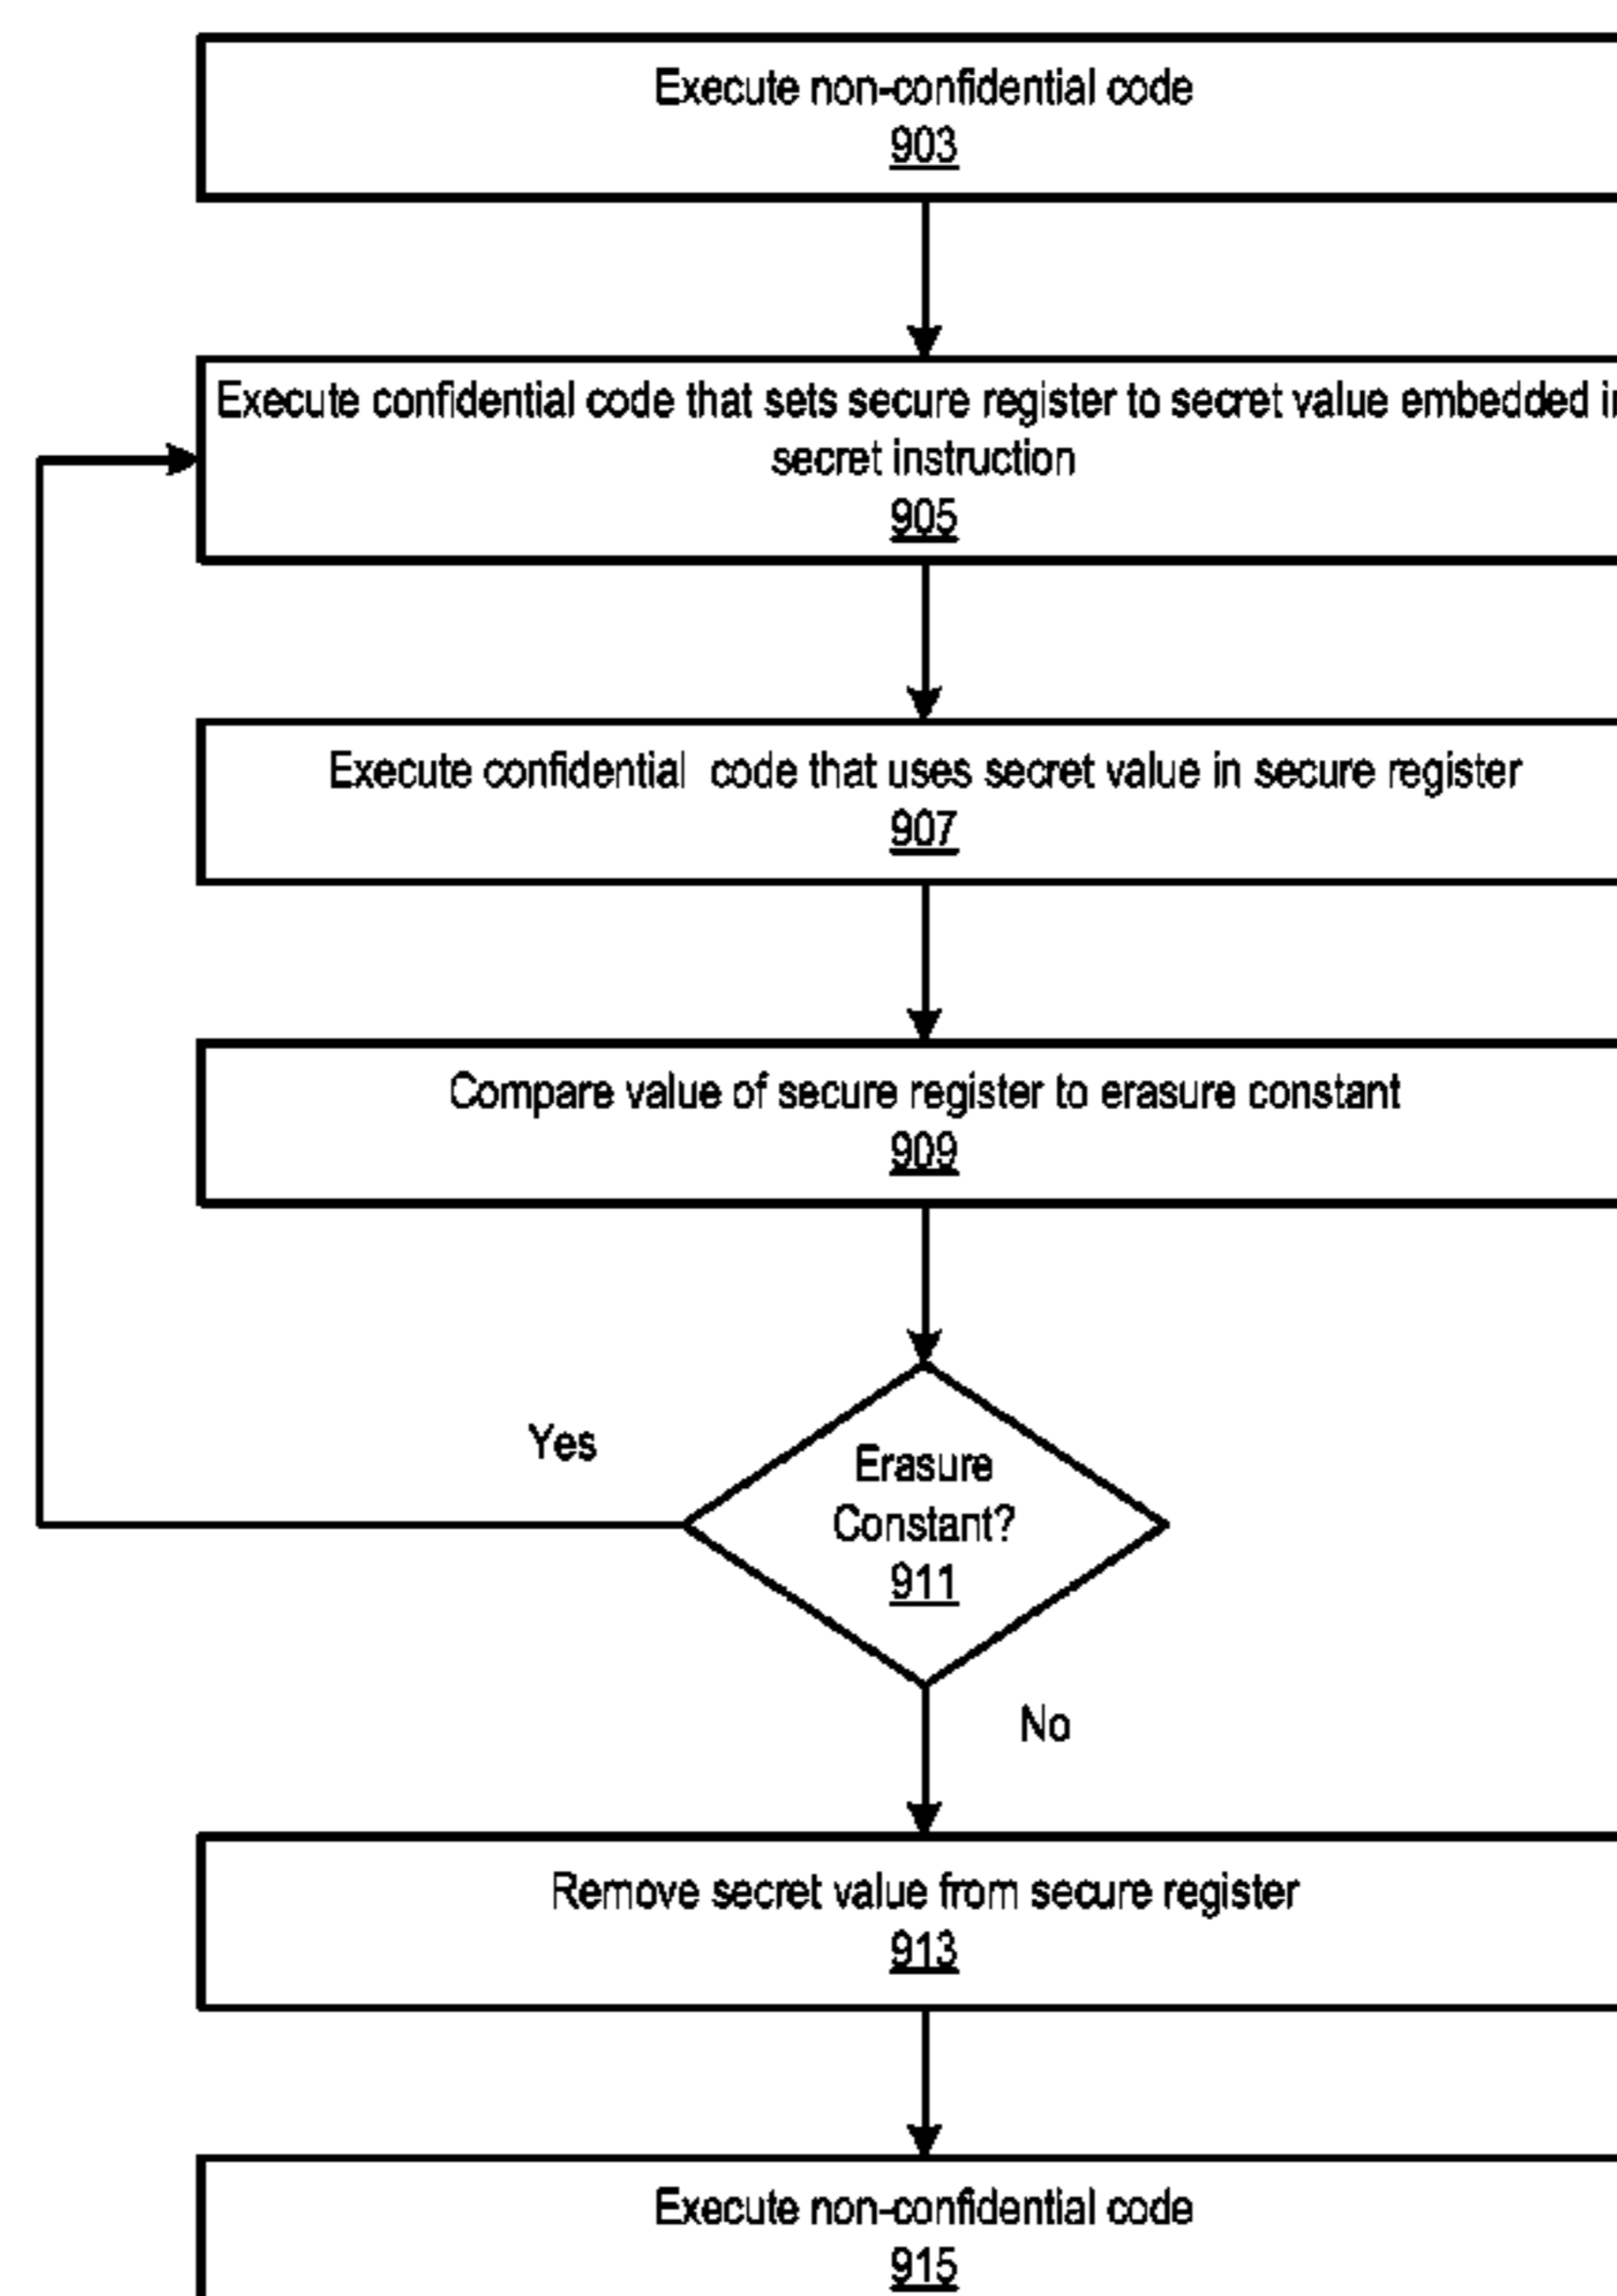 Execute non-confidential code
903
Execute confidential code that sets secure register to secret value embedded in
secret instruction
905
Execute confidential code that uses secret value in secure register
907
Compare value of secure register to erasure constant
909
Yes
Erasure
Constant?
911
No
Remove secret value from secure register
913
Execute non-confidential code
915